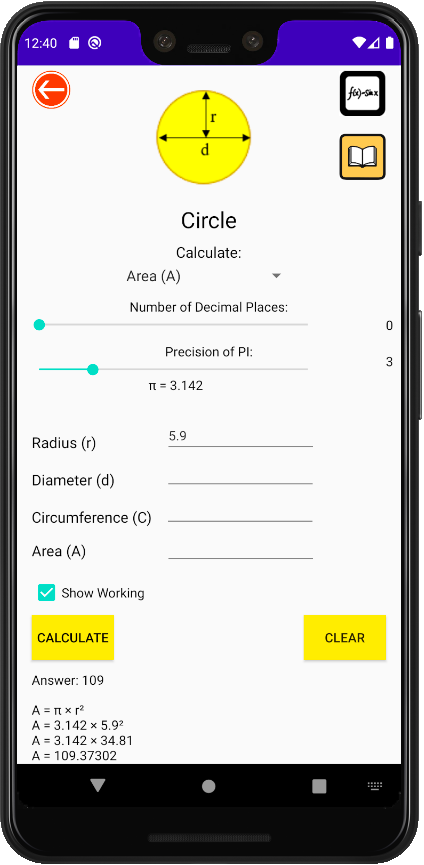 12:40
f(x)=sin x
r
d
Circle
Calculate:
Area (A)
Number of Decimal Places:
0
Precision of PI:
3
π = 3.142
Radius (r) 5.9
Diameter (d)
Circumference (C)
Area (A)
Show Working
CALCULATE CLEAR
Answer: 109
A = π × r²
A = 3.142 × 5.9²
A = 3.142 × 34.81
A = 109.37302